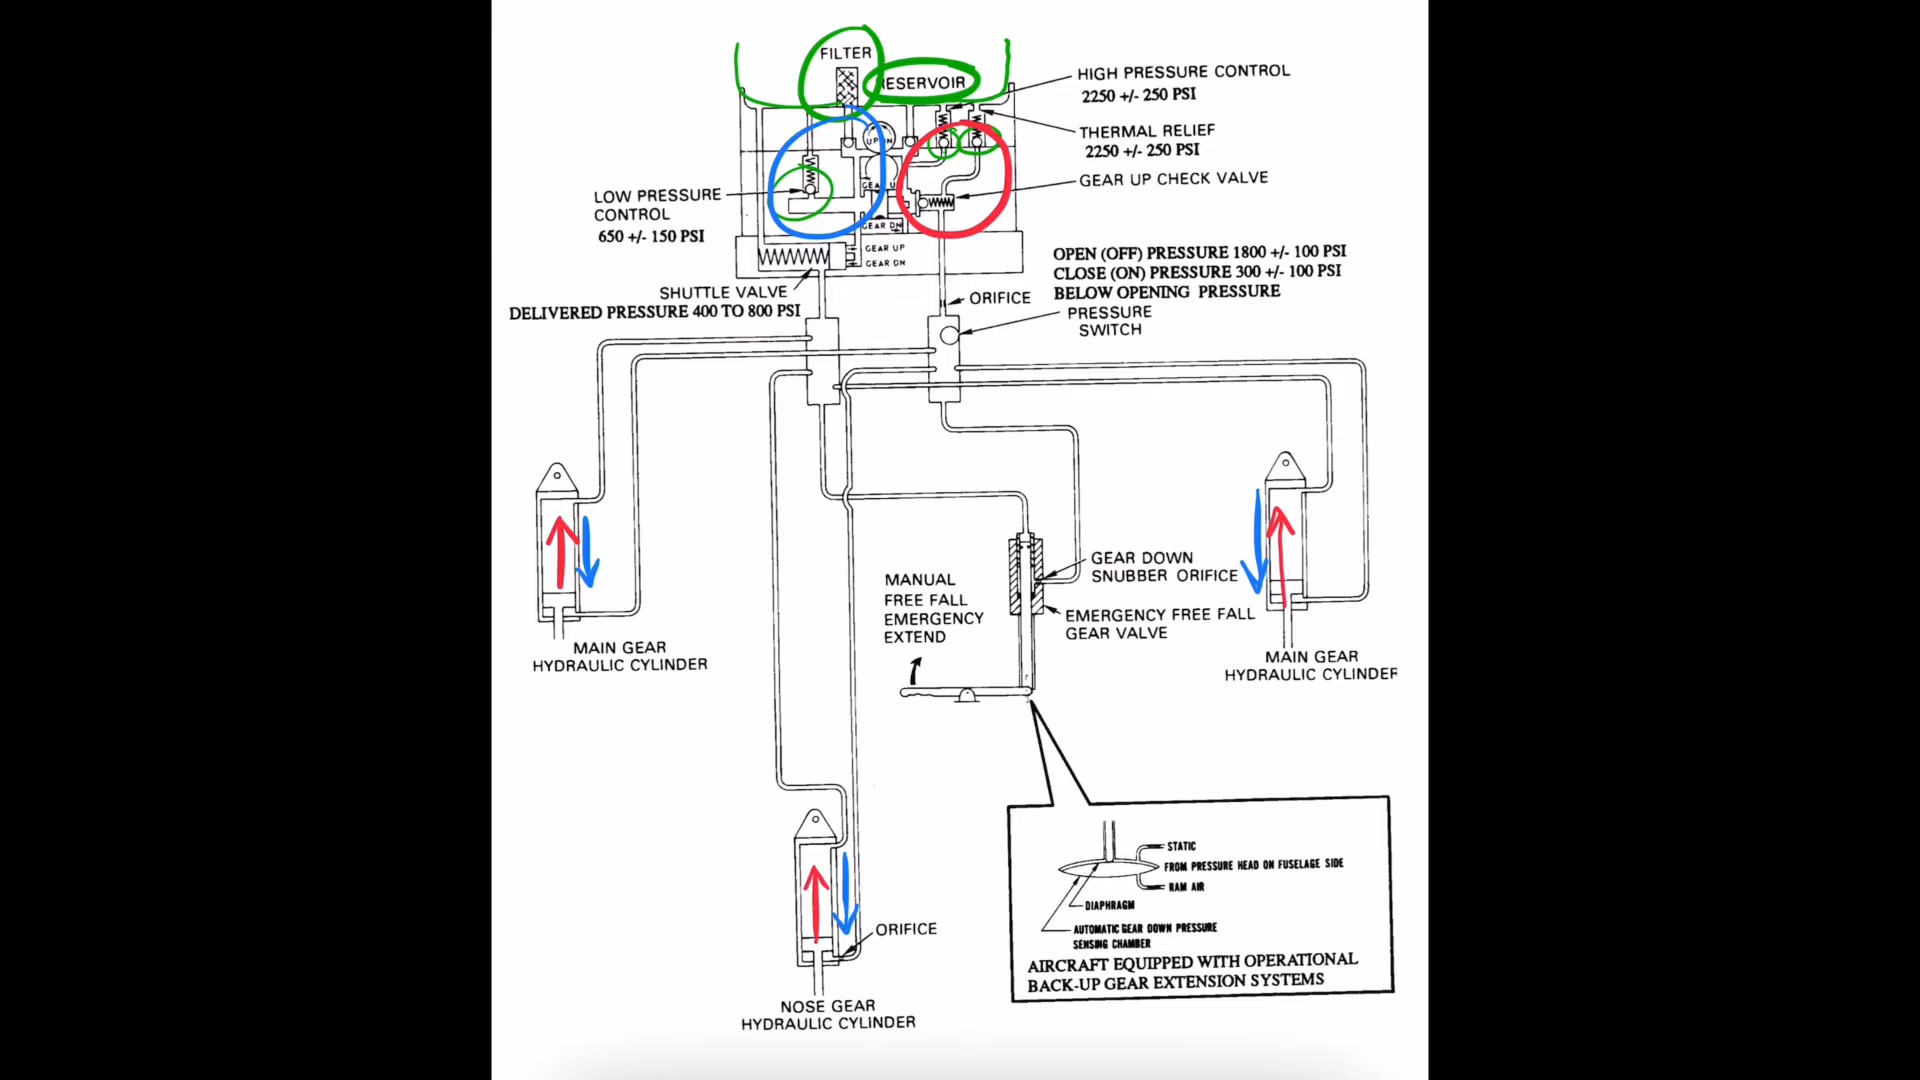 FILTER
RESERVOIR
HIGH PRESSURE CONTROL
2250 +/- 250 PSI
THERMAL RELIEF
2250 +/- 250 PSI
UP
DN
GEAR UP CHECK VALVE
LOW PRESSURE
CONTROL
650 +/- 150 PSI
GEAR U
GEAR DN
GEAR UP
GEAR DN
OPEN (OFF) PRESSURE 1800 +/- 100 PSI
CLOSE (ON) PRESSURE 300 +/- 100 PSI
BELOW OPENING PRESSURE
SHUTTLE VALVE
DELIVERED PRESSURE 400 TO 800 PSI
ORIFICE
PRESSURE
SWITCH
GEAR DOWN
SNUBBER ORIFICE
MANUAL
FREE FALL
EMERGENCY
EXTEND
EMERGENCY FREE FALL
GEAR VALVE
MAIN GEAR
HYDRAULIC CYLINDER
MAIN GEAR
HYDRAULIC CYLINDER
STATIC
FROM PRESSURE HEAD ON FUSELAGE SIDE
RAM AIR
DIAPHRAGM
AUTOMATIC GEAR DOWN PRESSURE
SENSING CHAMBER
AIRCRAFT EQUIPPED WITH OPERATIONAL
BACK-UP GEAR EXTENSION SYSTEMS
ORIFICE
NOSE GEAR
HYDRAULIC CYLINDER